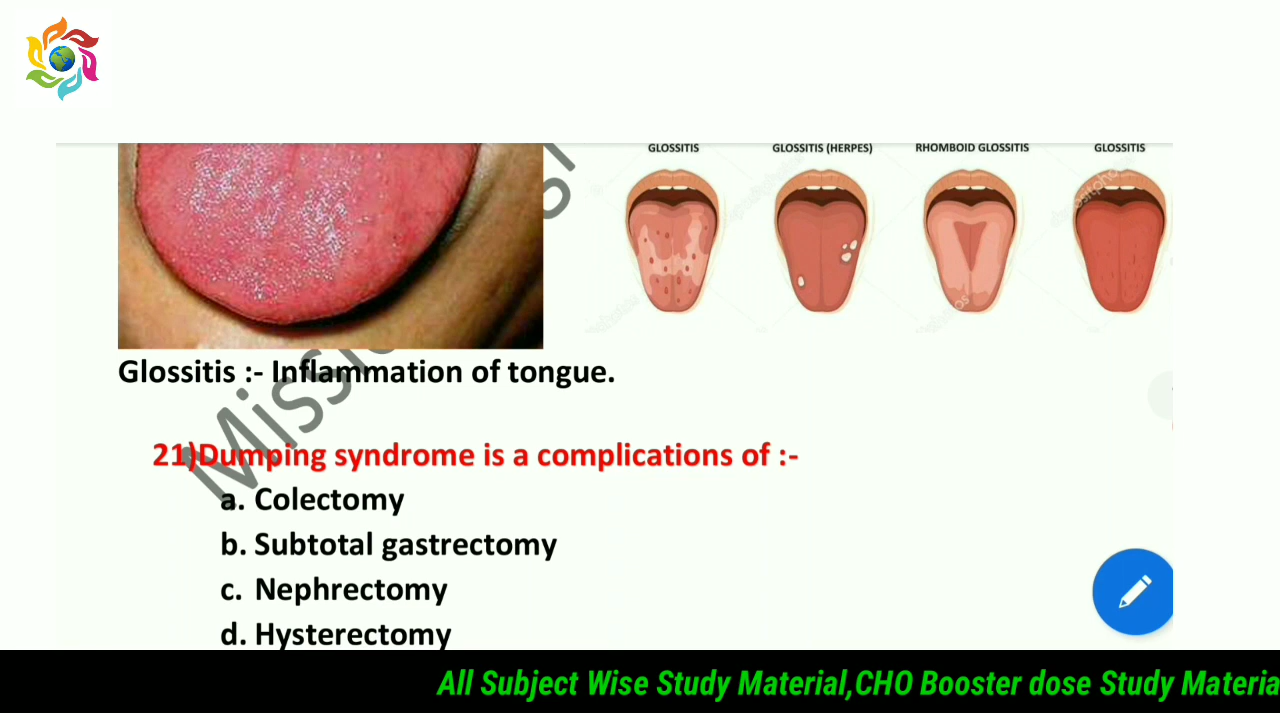 GLOSSITIS GLOSSITIS (HERPES) RHOMBOID GLOSSITIS GLOSSITIS
Glossitis :- Inflammation of tongue.
21)Dumping syndrome is a complications of :-
a. Colectomy
b. Subtotal gastrectomy
c. Nephrectomy
d. Hysterectomy
All Subject Wise Study Material,CHO Booster dose Study Materia